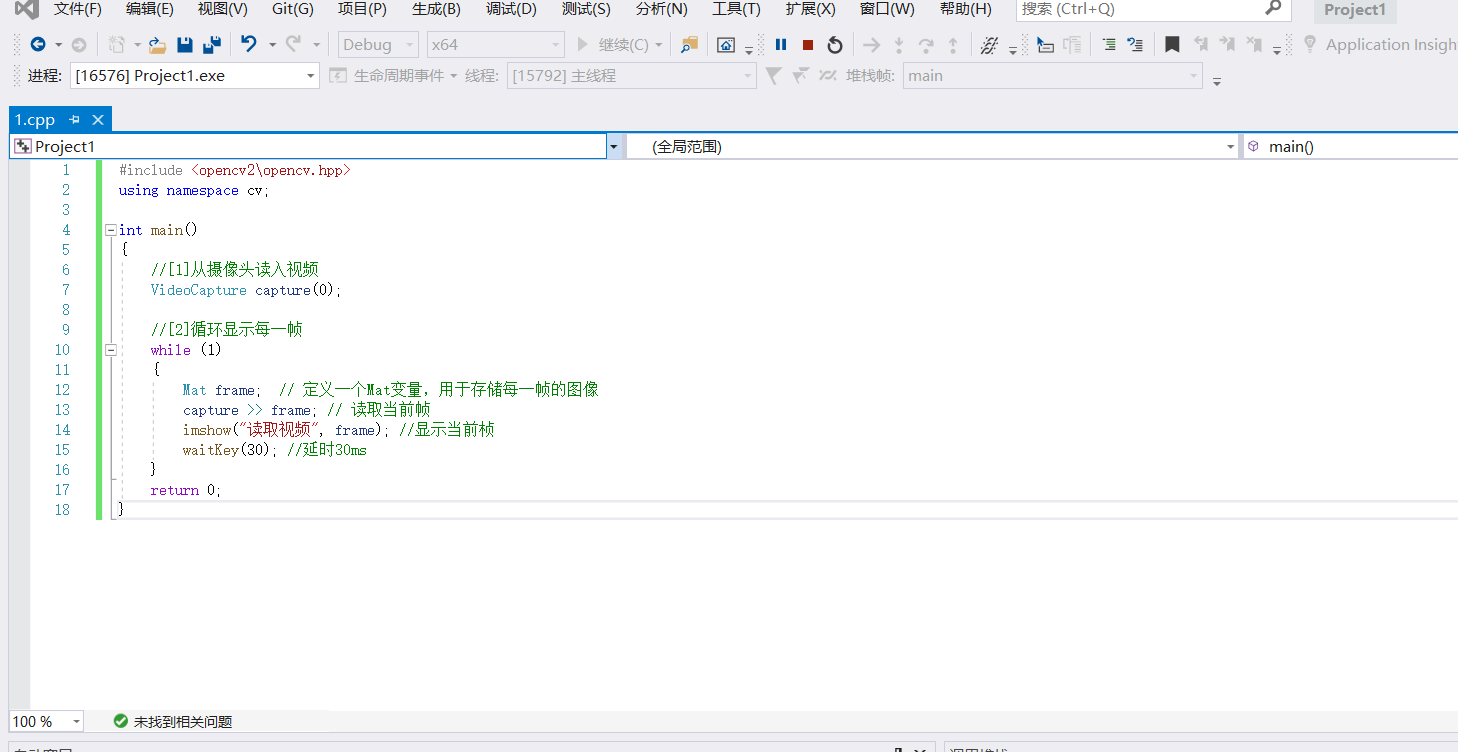 文件(F) 编辑(E) 视图(V) Git(G) 项目(P) 生成(B) 调试(D) 测试(S) 分析(N) 工具(T) 扩展(X) 窗口(W) 帮助(H) 搜索 (Ctrl+Q) Project1
Debug x64 继续(C) Application Insigh
进程: [16576] Project1.exe 生命周期事件 线程: [15792] 主线程 堆栈帧: main
1.cpp
Project1 (全局范围) main()
1 #include <opencv2\opencv.hpp>
2 using namespace cv;
3
4 int main()
5 {
6 //[1]从摄像头读入视频
7 VideoCapture capture(0);
8
9 //[2]循环显示每一帧
10 while (1)
11 {
12 Mat frame; // 定义一个Mat变量，用于存储每一帧的图像
13 capture >> frame; // 读取当前帧
14 imshow("读取视频", frame); //显示当前桢
15 waitKey(30); //延时30ms
16 }
17 return 0;
18 }
100 % 未找到相关问题